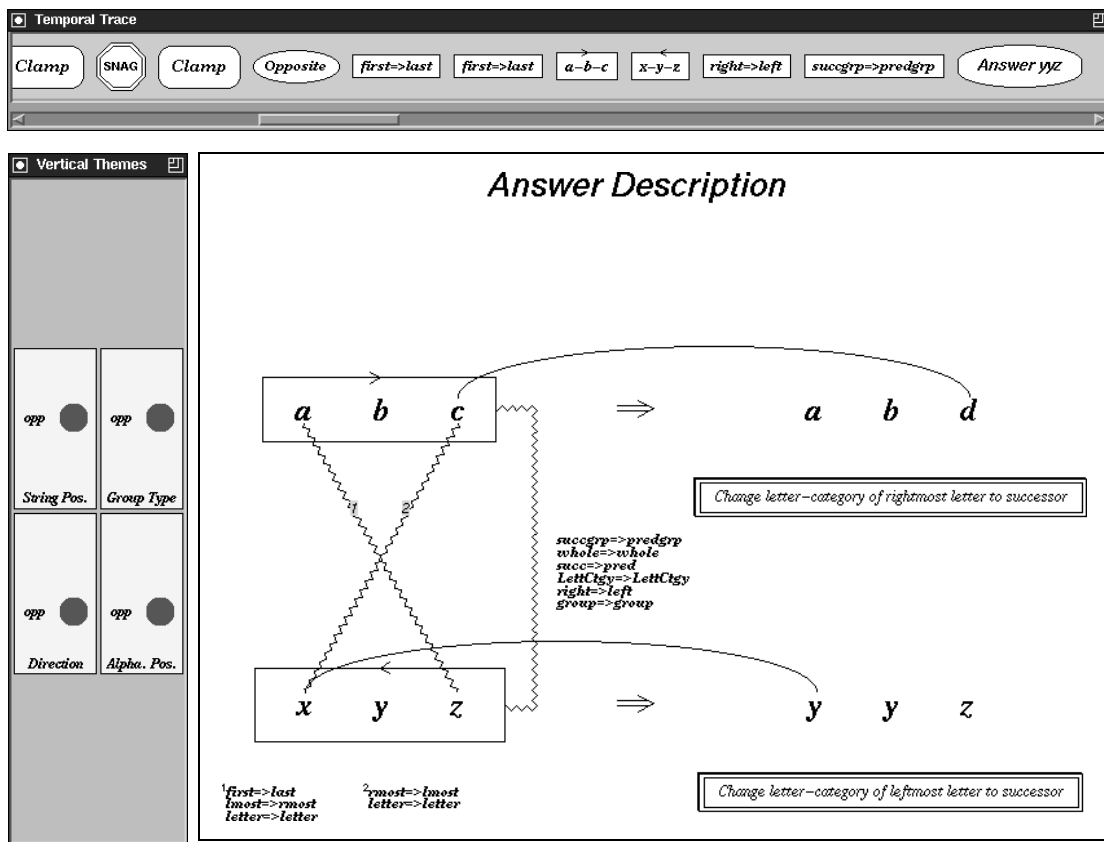 Temporal Trace
Clamp SNAG Clamp Opposite first=>last first=>last a-b-c x-y-z right=>left succgrp=>predgrp Answer yyz
Vertical Themes
Answer Description
opp opp
String Pos. Group Type
opp opp
Direction Alpha. Pos.
a b c ⇒ a b d
1 2
Change letter-category of rightmost letter to successor
succgrp=>predgrp
whole=>whole
succ=>pred
LettCtgy=>LettCtgy
right=>left
group=>group
x y z ⇒ y y z
Change letter-category of leftmost letter to successor
1first=>last
lmost=>rmost
letter=>letter
2rmost=>lmost
letter=>letter